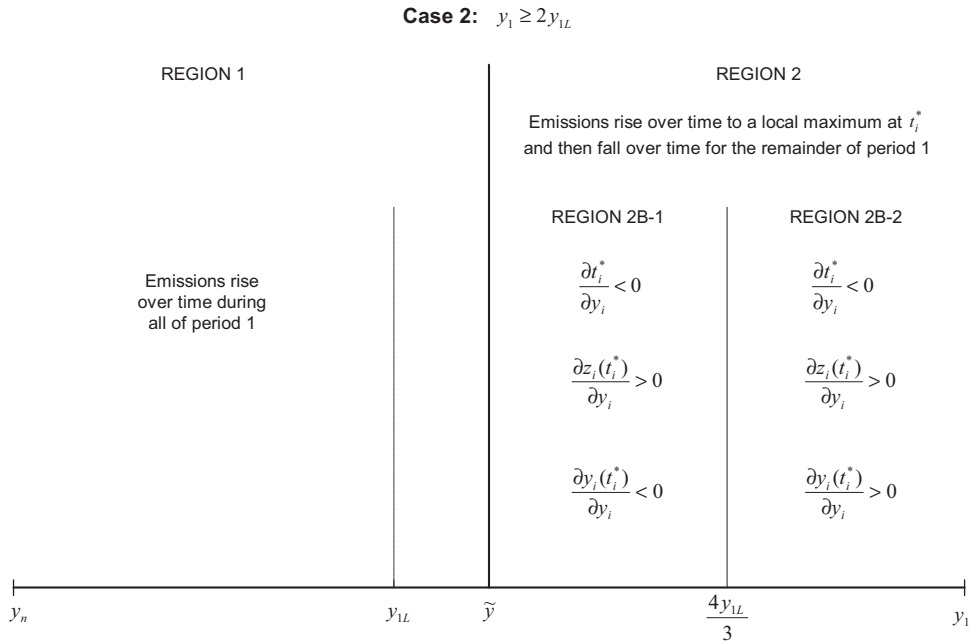 Case 2: y₁ ≥ 2y₁L
REGION 1
REGION 2
Emissions rise over time to a local maximum at tᵢ*
and then fall over time for the remainder of period 1
REGION 2B-1
REGION 2B-2
Emissions rise
over time during
all of period 1
∂tᵢ*/∂yᵢ < 0
∂tᵢ*/∂yᵢ < 0
∂zᵢ(tᵢ*)/∂yᵢ > 0
∂zᵢ(tᵢ*)/∂yᵢ > 0
∂yᵢ(tᵢ*)/∂yᵢ < 0
∂yᵢ(tᵢ*)/∂yᵢ > 0
yₙ
y₁L
ỹ
4y₁L/3
y₁